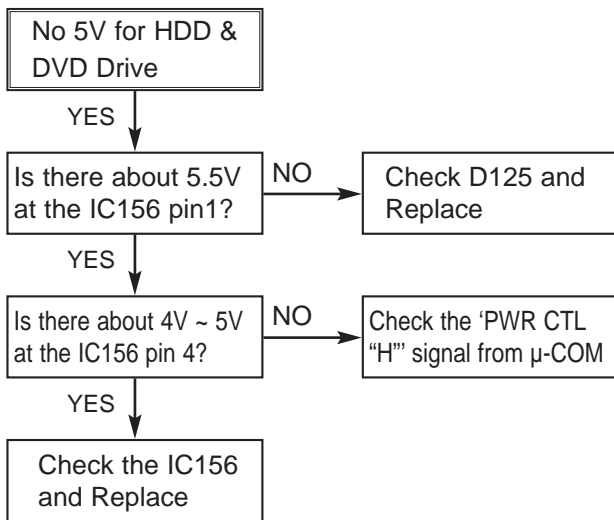 No 5V for HDD &
DVD Drive
YES
Is there about 5.5V
at the IC156 pin1?
NO
Check D125 and
Replace
YES
Is there about 4V ~ 5V
at the IC156 pin 4?
NO
Check the ‘PWR CTL
“H”’ signal from µ-COM
YES
Check the IC156
and Replace